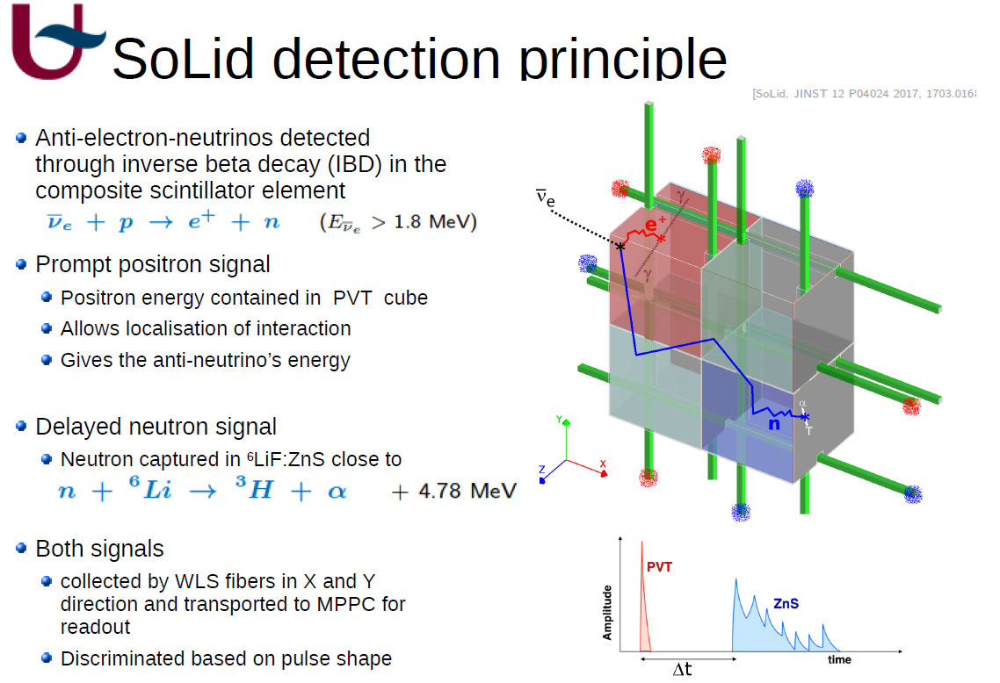 SoLid detection principle
[SoLid, JINST 12 P04024 2017, 1703.0168
Anti-electron-neutrinos detected
through inverse beta decay (IBD) in the
composite scintillator element
ν̅e + p → e⁺ + n (Eν̅e > 1.8 MeV)
Prompt positron signal
Positron energy contained in PVT cube
Allows localisation of interaction
Gives the anti-neutrino's energy
Delayed neutron signal
Neutron captured in ⁶LiF:ZnS close to
n + ⁶Li → ³H + α + 4.78 MeV
Both signals
collected by WLS fibers in X and Y
direction and transported to MPPC for
readout
Discriminated based on pulse shape
ν̅e
γ
e⁺
γ
α
n
T
Y
X
Z
PVT
ZnS
Amplitude
time
Δt